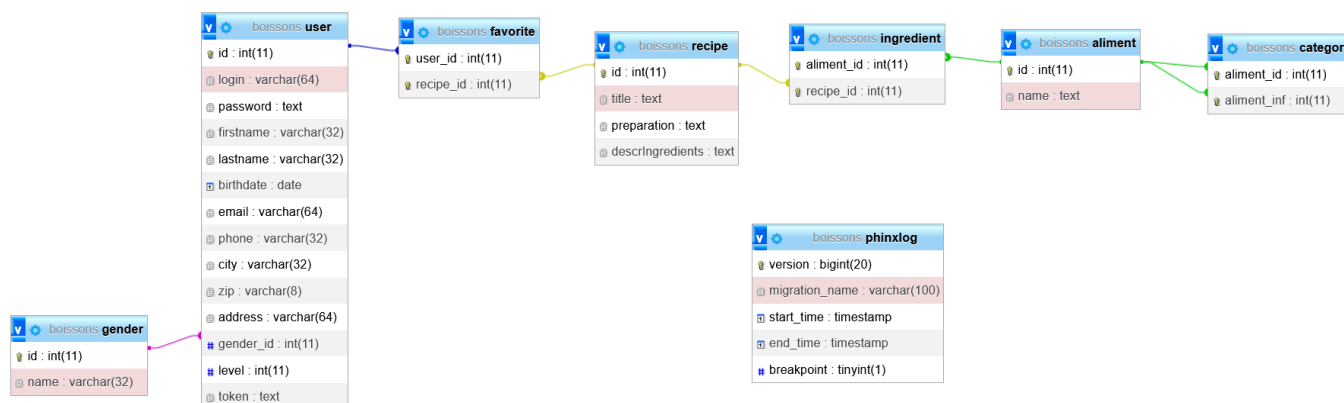 boissons user
id : int(11)
login : varchar(64)
password : text
firstname : varchar(32)
lastname : varchar(32)
birthdate : date
email : varchar(64)
phone : varchar(32)
city : varchar(32)
zip : varchar(8)
address : varchar(64)
gender_id : int(11)
level : int(11)
token : text
boissons favorite
user_id : int(11)
recipe_id : int(11)
boissons recipe
id : int(11)
title : text
preparation : text
descrIngredients : text
boissons ingredient
aliment_id : int(11)
recipe_id : int(11)
boissons aliment
id : int(11)
name : text
boissons categor
aliment_id : int(11)
aliment_inf : int(11)
boissons phinxlog
version : bigint(20)
migration_name : varchar(100)
start_time : timestamp
end_time : timestamp
breakpoint : tinyint(1)
boissons gender
id : int(11)
name : varchar(32)